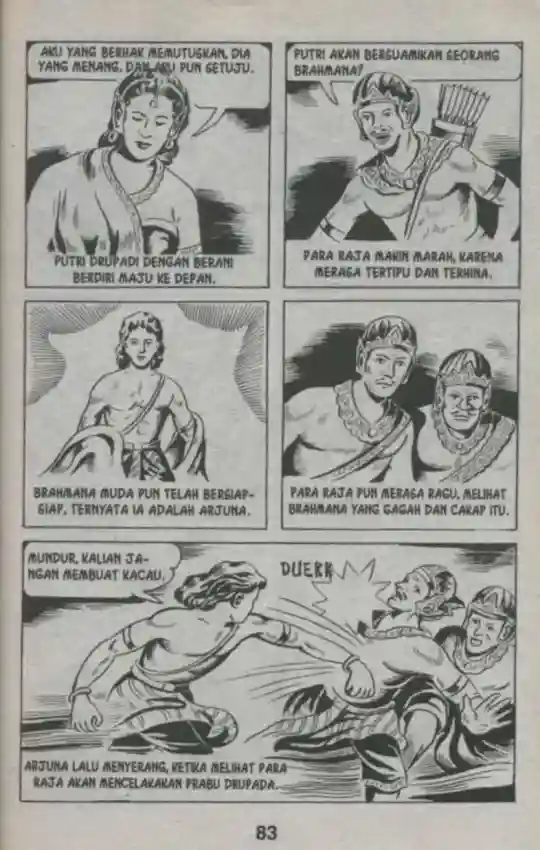 AKU YANG BERHAK MEMUTUSKAN, DIA
YANG MENANG, DAN AKU PUN SETUJU.
PUTRI DRUPADI DENGAN BERANI
BERDIRI MAJU KE DEPAN.
PUTRI AKAN BERSUAMIKAN SEORANG
BRAHMANA?
PARA RAJA MAKIN MARAH, KARENA
MERASA TERTIPU DAN TERHINA.
BRAHMANA MUDA PUN TELAH BERSIAP-
SIAP, TERNYATA IA ADALAH ARJUNA.
PARA RAJA PUN MERASA RAGU, MELIHAT
BRAHMANA YANG GAGAH DAN CAKAP ITU.
MUNDUR, KALIAN JA-
NGAN MEMBUAT KACAU.
DUERR
ARJUNA LALU MENYERANG, KETIKA MELIHAT PARA
RAJA AKAN MENCELAKAKAN PRABU DRUPADA.
83